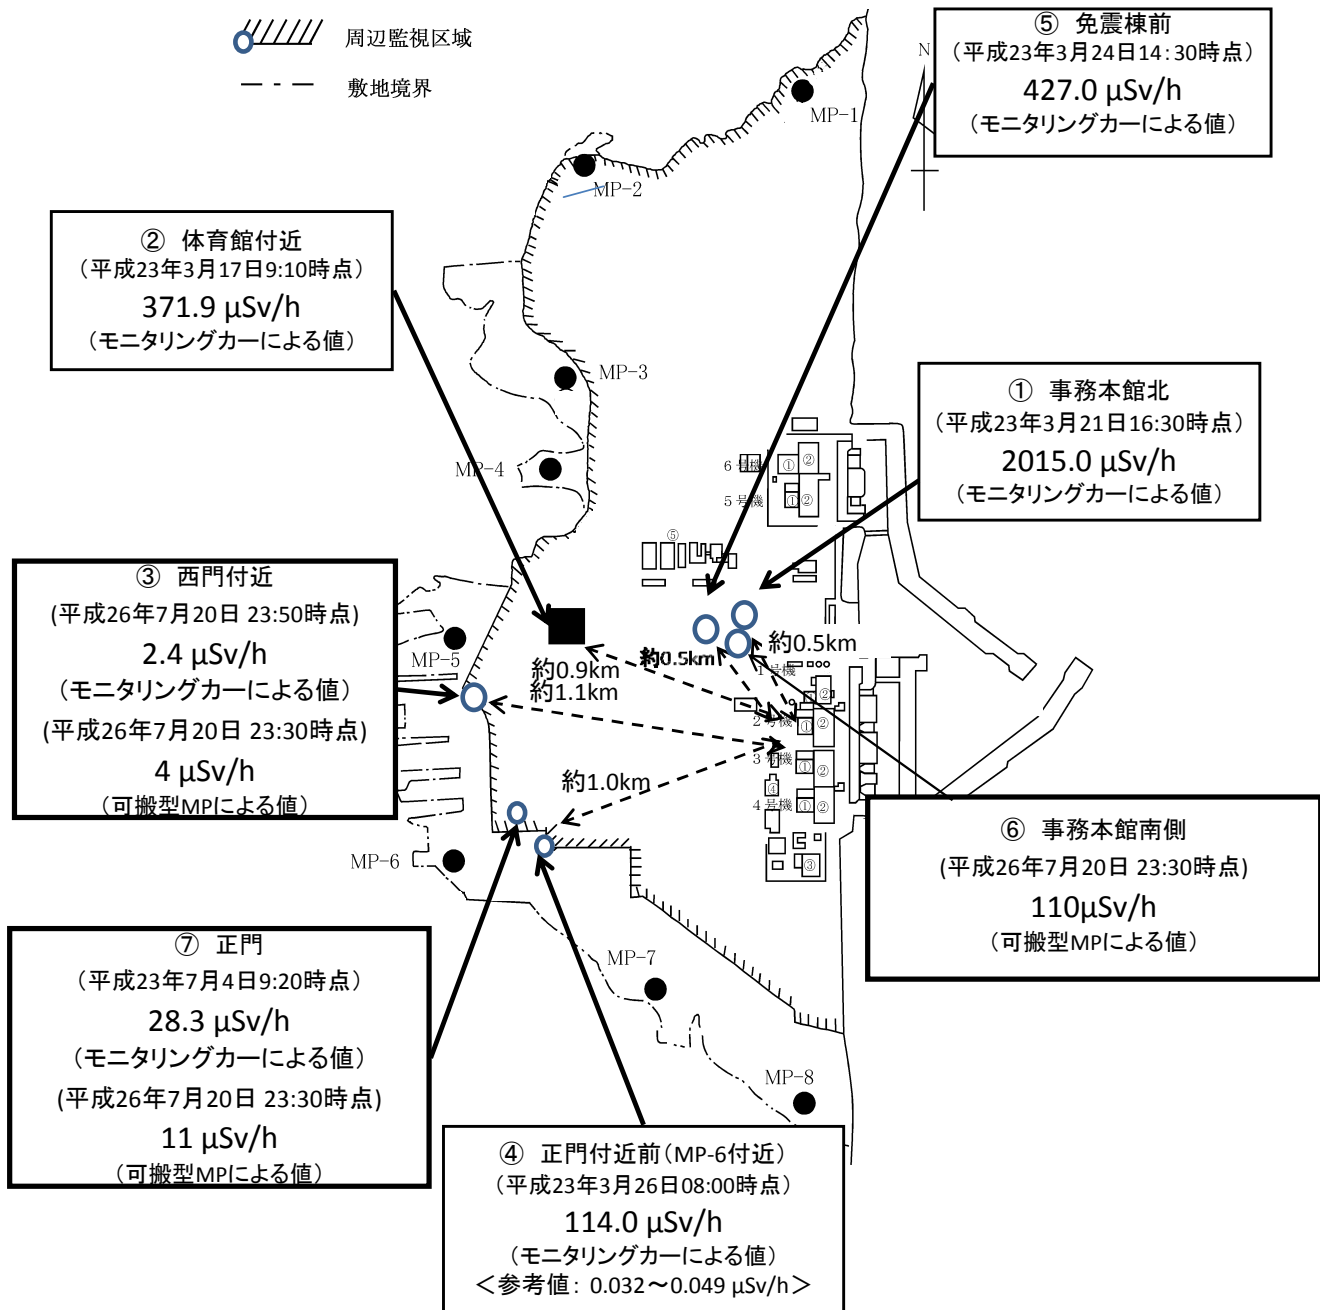 周辺監視区域
敷地境界
⑤ 免震棟前
（平成23年3月24日14：30時点）
427.0 μSv/h
（モニタリングカーによる値）
N
MP-1
MP-2
② 体育館付近
（平成23年3月17日9:10時点）
371.9 μSv/h
（モニタリングカーによる値）
MP-3
① 事務本館北
（平成23年3月21日16:30時点）
2015.0 μSv/h
（モニタリングカーによる値）
MP-4
6号機
①
②
5号機
①
②
⑤
③ 西門付近
(平成26年7月20日 23:50時点)
2.4 μSv/h
（モニタリングカーによる値）
(平成26年7月20日 23:30時点)
4 μSv/h
（可搬型MPによる値）
MP-5
約0.9km
約1.1km
約0.5km
約0.5km
1号機
②
2号機
①
②
3号機
①
②
④
4号機
①
②
③
約1.0km
MP-6
⑥ 事務本館南側
(平成26年7月20日 23:30時点)
110μSv/h
（可搬型MPによる値）
⑦ 正門
（平成23年7月4日9:20時点）
28.3 μSv/h
（モニタリングカーによる値）
(平成26年7月20日 23:30時点)
11 μSv/h
（可搬型MPによる値）
MP-7
MP-8
④ 正門付近前（MP-6付近）
（平成23年3月26日08:00時点）
114.0 μSv/h
（モニタリングカーによる値）
＜参考値： 0.032～0.049 μSv/h＞